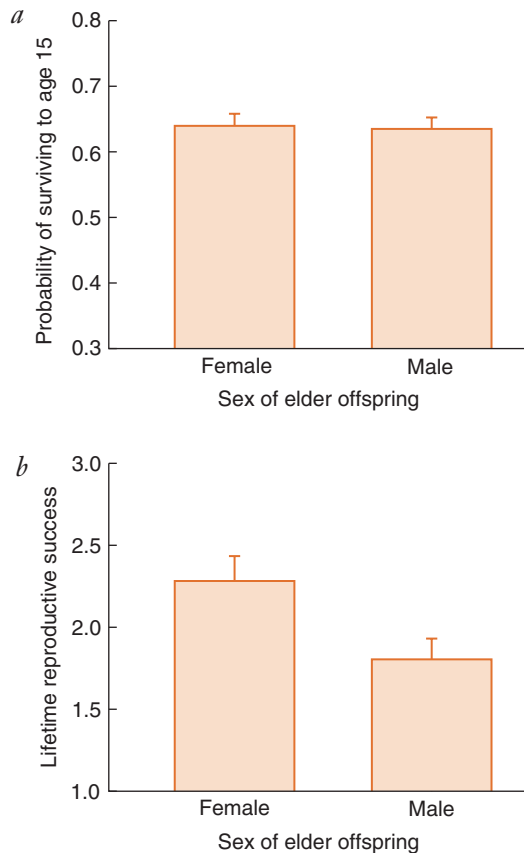 a
Probability of surviving to age 15
0.8
0.7
0.6
0.5
0.4
0.3
Female Male
Sex of elder offspring
b
Lifetime reproductive success
3.0
2.5
2.0
1.5
1.0
Female Male
Sex of elder offspring